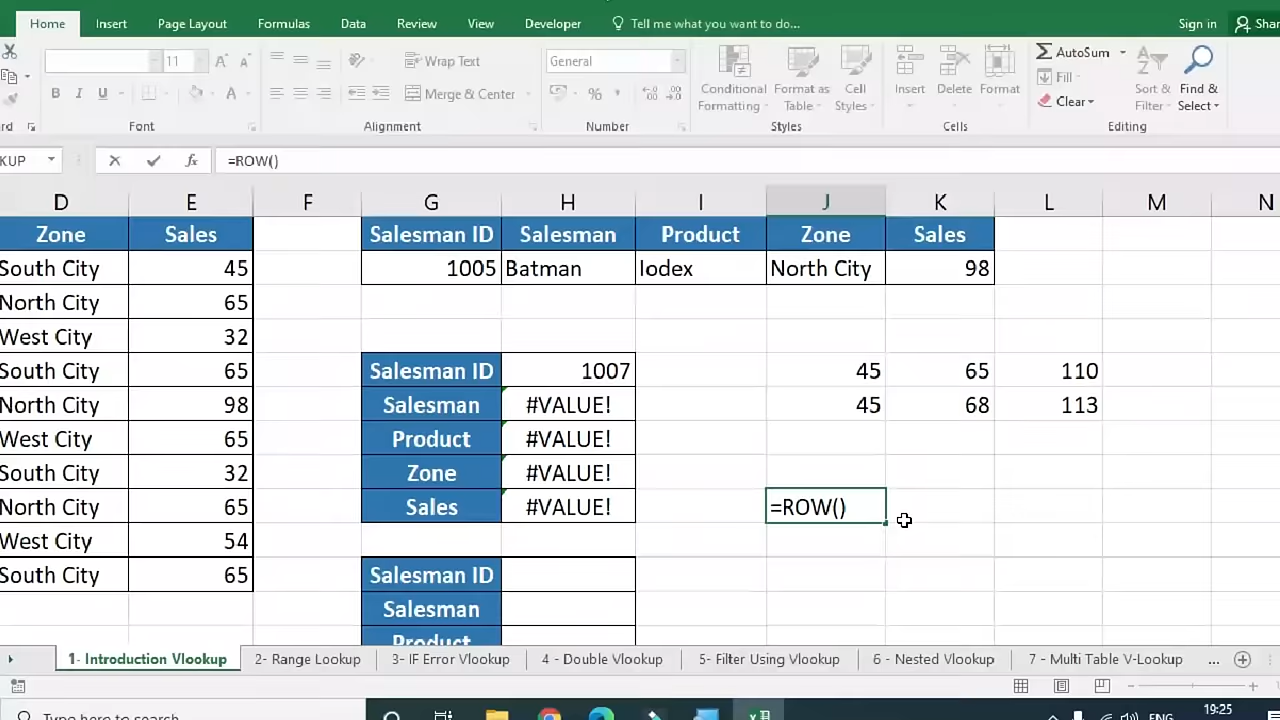 Home Insert Page Layout Formulas Data Review View Developer Tell me what you want to do... Sign in Shar
11 Wrap Text General AutoSum
Merge & Center Conditional Formatting Format as Table Cell Styles Insert Delete Format Fill Clear Sort & Filter Find & Select
rd Font Alignment Number Styles Cells Editing
KUP =ROW()
D E F G H I J K L M N
Zone Sales Salesman ID Salesman Product Zone Sales
South City 45 1005 Batman Iodex North City 98
North City 65
West City 32
South City 65 Salesman ID 1007 45 65 110
North City 98 Salesman #VALUE! 45 68 113
West City 65 Product #VALUE!
South City 32 Zone #VALUE!
North City 65 Sales #VALUE! =ROW()
West City 54
South City 65 Salesman ID
Salesman
Product
1- Introduction Vlookup 2- Range Lookup 3- IF Error Vlookup 4 - Double Vlookup 5- Filter Using Vlookup 6 - Nested Vlookup 7 - Multi Table V-Lookup ...
Type here to search ENG 19:25